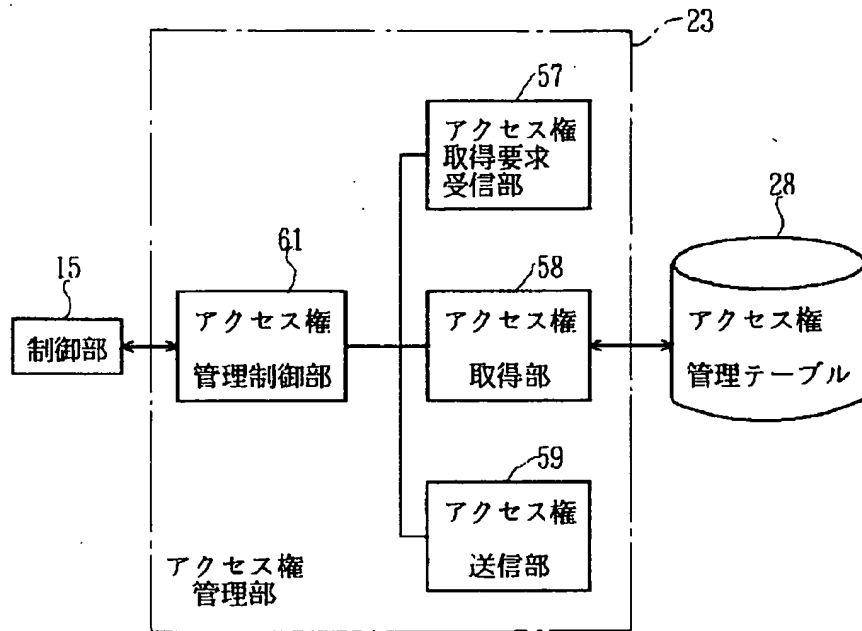 23
57
アクセス権
取得要求
受信部
28
61
58
15
アクセス権
アクセス権
アクセス権
制御部
管理制御部
取得部
管理テーブル
59
アクセス権
送信部
アクセス権
管理部